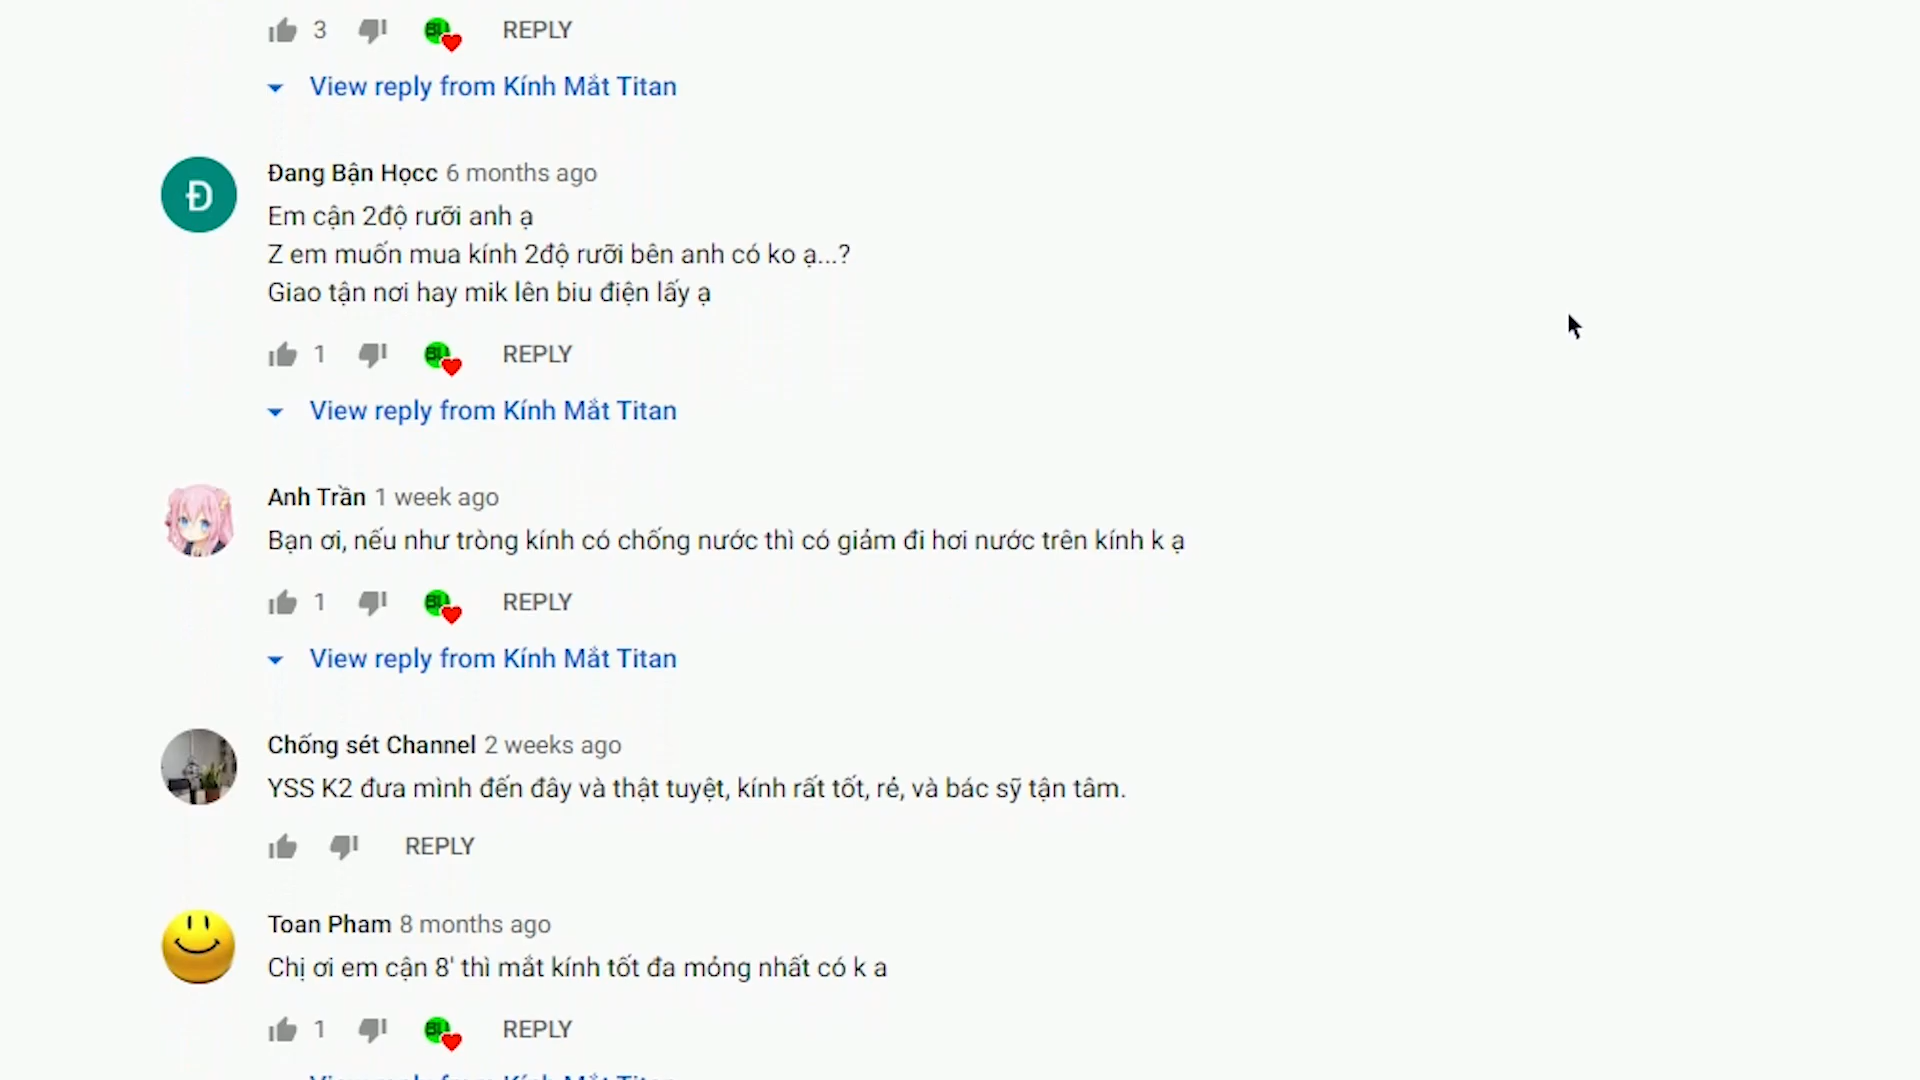 3 REPLY
View reply from Kính Mắt Titan
Đ
Đang Bận Họcc 6 months ago
Em cận 2độ rưỡi anh ạ
Z em muốn mua kính 2độ rưỡi bên anh có ko ạ...?
Giao tận nơi hay mik lên biu điện lấy ạ
1 REPLY
View reply from Kính Mắt Titan
Anh Trần 1 week ago
Bạn ơi, nếu như tròng kính có chống nước thì có giảm đi hơi nước trên kính k ạ
1 REPLY
View reply from Kính Mắt Titan
Chống sét Channel 2 weeks ago
YSS K2 đưa mình đến đây và thật tuyệt, kính rất tốt, rẻ, và bác sỹ tận tâm.
REPLY
Toan Pham 8 months ago
Chị ơi em cận 8' thì mắt kính tốt đa mỏng nhất có k a
1 REPLY
View reply from Kính Mắt Titan